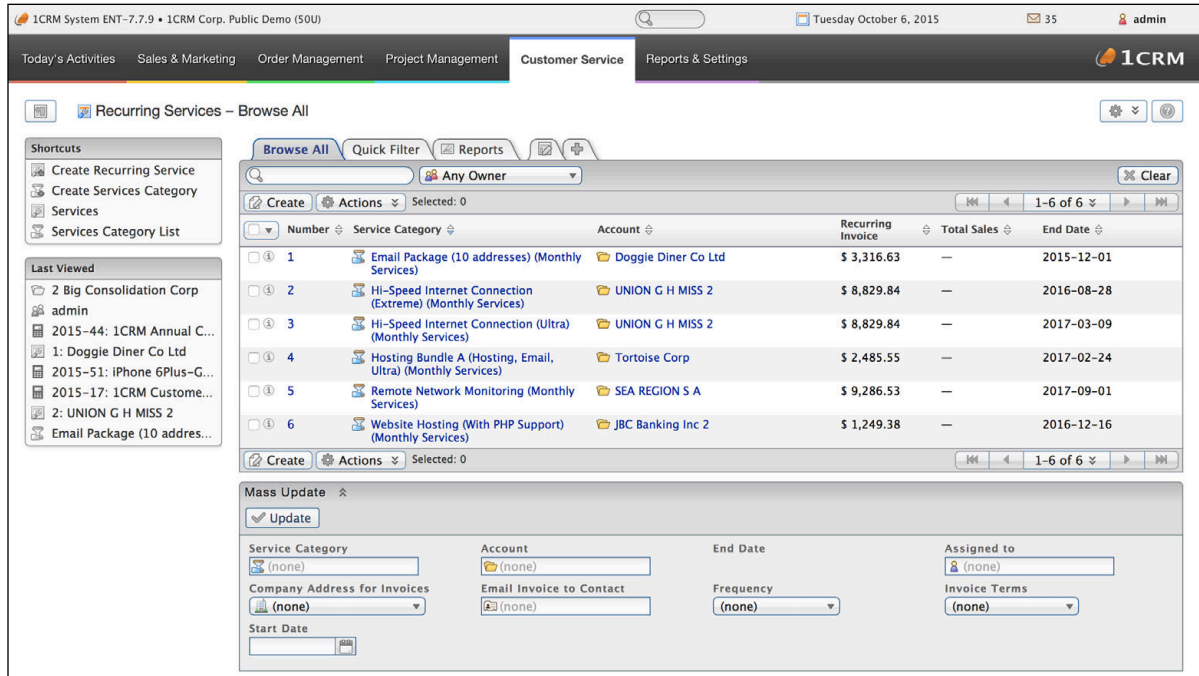 1CRM System ENT-7.7.9 • 1CRM Corp. Public Demo (50U)
Tuesday October 6, 2015
35
admin
Today's Activities
Sales & Marketing
Order Management
Project Management
Customer Service
Reports & Settings
1CRM
Recurring Services – Browse All
Shortcuts
Create Recurring Service
Create Services Category
Services
Services Category List
Last Viewed
2 Big Consolidation Corp
admin
2015-44: 1CRM Annual C...
1: Doggie Diner Co Ltd
2015-51: iPhone 6Plus-G...
2015-17: 1CRM Custome...
2: UNION G H MISS 2
Email Package (10 addres...
Browse All
Quick Filter
Reports
Any Owner
Clear
Create
Actions
Selected: 0
1-6 of 6
Number
Service Category
Account
Recurring
Invoice
Total Sales
End Date
1
Email Package (10 addresses) (Monthly
Services)
Doggie Diner Co Ltd
$ 3,316.63
—
2015-12-01
2
Hi-Speed Internet Connection
(Extreme) (Monthly Services)
UNION G H MISS 2
$ 8,829.84
—
2016-08-28
3
Hi-Speed Internet Connection (Ultra)
(Monthly Services)
UNION G H MISS 2
$ 8,829.84
—
2017-03-09
4
Hosting Bundle A (Hosting, Email,
Ultra) (Monthly Services)
Tortoise Corp
$ 2,485.55
—
2017-02-24
5
Remote Network Monitoring (Monthly
Services)
SEA REGION S A
$ 9,286.53
—
2017-09-01
6
Website Hosting (With PHP Support)
(Monthly Services)
JBC Banking Inc 2
$ 1,249.38
—
2016-12-16
Create
Actions
Selected: 0
1-6 of 6
Mass Update
Update
Service Category
(none)
Account
(none)
End Date
Assigned to
(none)
Company Address for Invoices
(none)
Email Invoice to Contact
(none)
Frequency
(none)
Invoice Terms
(none)
Start Date